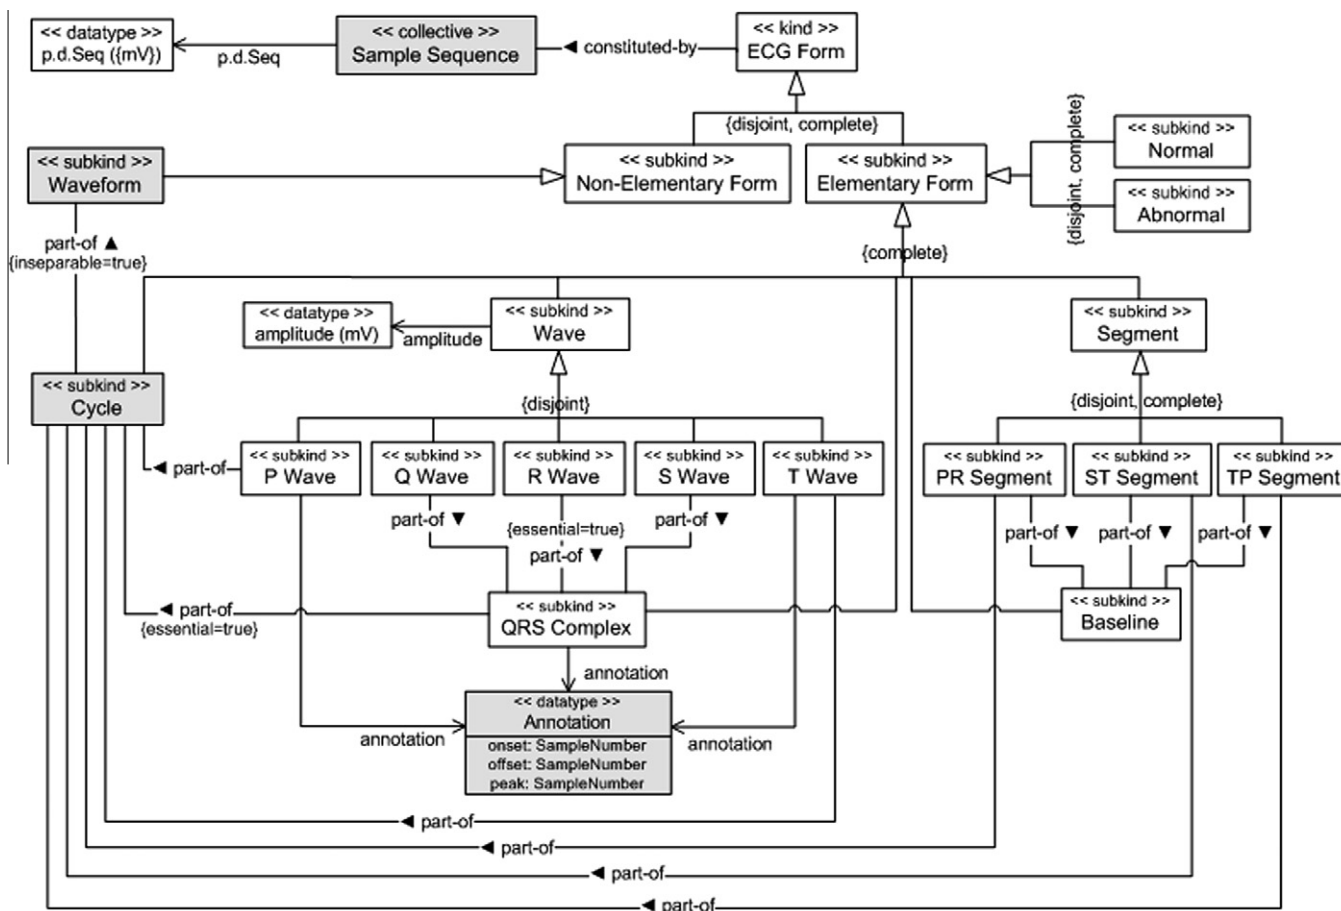 << datatype >>
p.d.Seq ({mV})
p.d.Seq
<< collective >>
Sample Sequence
◄ constituted-by
<< kind >>
ECG Form
{disjoint, complete}
<< subkind >>
Waveform
<< subkind >>
Non-Elementary Form
<< subkind >>
Elementary Form
{disjoint, complete}
<< subkind >>
Normal
<< subkind >>
Abnormal
part-of ▲
{inseparable=true}
{complete}
<< datatype >>
amplitude (mV)
amplitude
<< subkind >>
Wave
<< subkind >>
Segment
<< subkind >>
Cycle
{disjoint}
{disjoint, complete}
◄ part-of
<< subkind >>
P Wave
<< subkind >>
Q Wave
<< subkind >>
R Wave
<< subkind >>
S Wave
<< subkind >>
T Wave
<< subkind >>
PR Segment
<< subkind >>
ST Segment
<< subkind >>
TP Segment
part-of ▼
{essential=true}
part-of ▼
part-of ▼
part-of ▼
part-of ▼
part-of ▼
◄ part-of
{essential=true}
<< subkind >>
QRS Complex
<< subkind >>
Baseline
annotation
<< datatype >>
Annotation
onset: SampleNumber
offset: SampleNumber
peak: SampleNumber
annotation
annotation
◄ part-of
◄ part-of
◄ part-of
◄ part-of